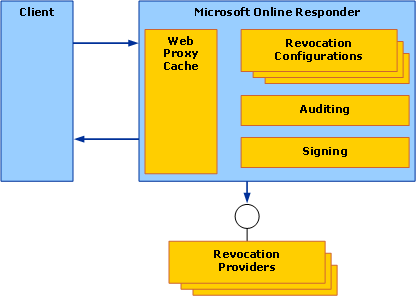 Client
Microsoft Online Responder
Web
Proxy
Cache
Revocation
Configurations
Auditing
Signing
Revocation
Providers